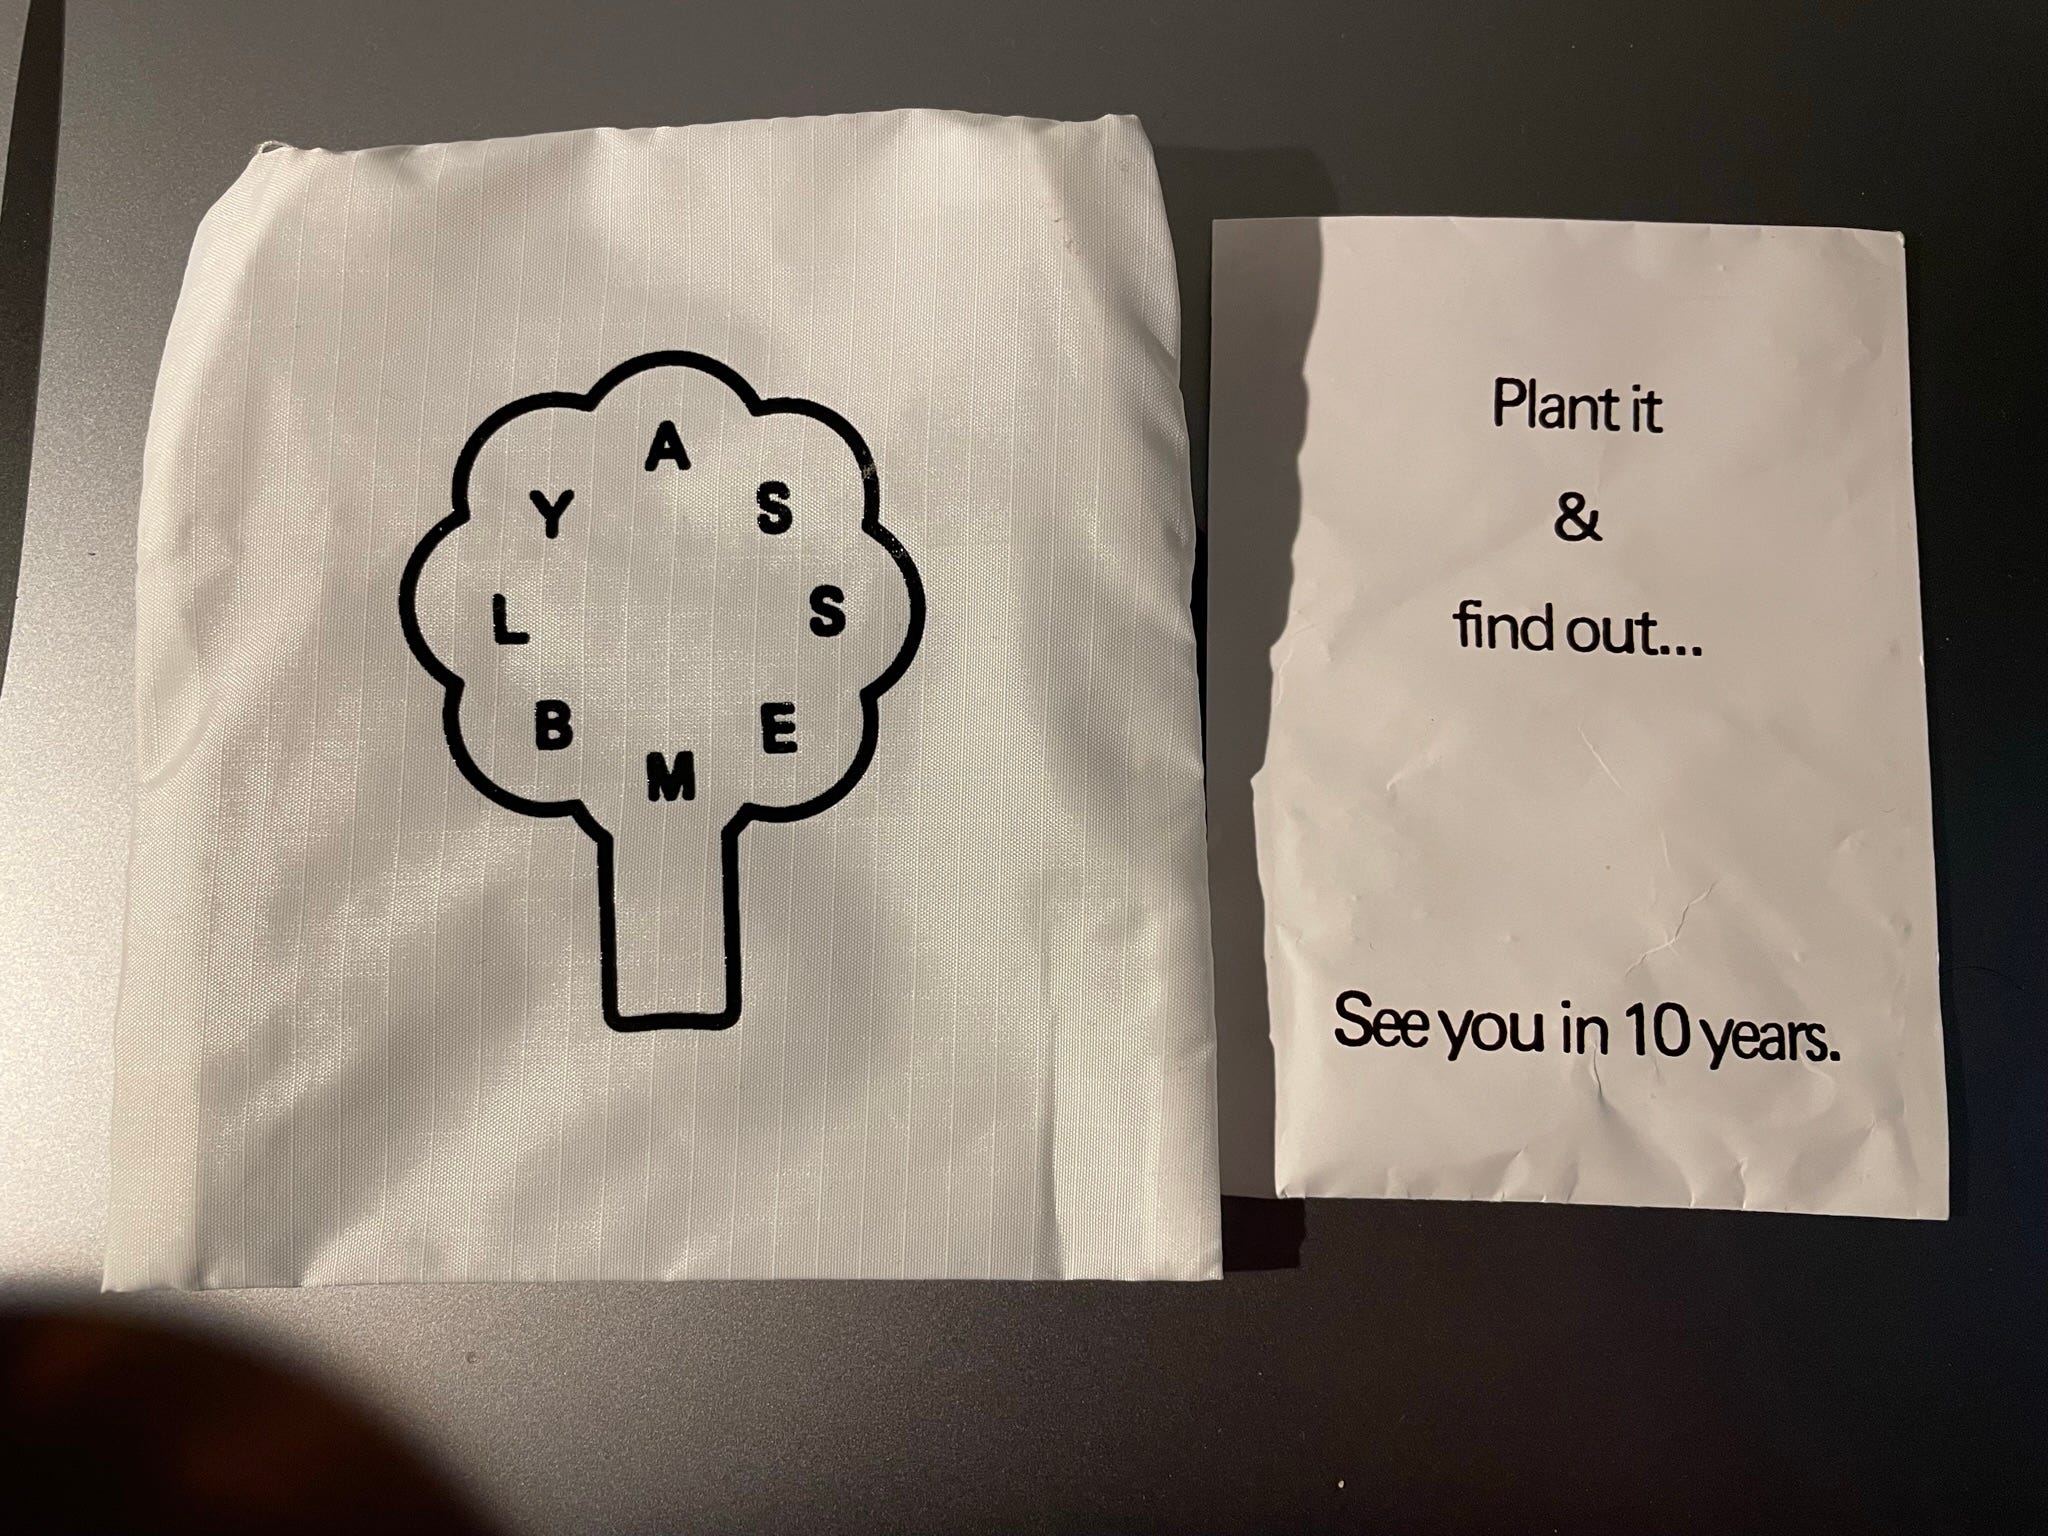 ASSEMBLY
Plant it
&
find out...
See you in 10 years.